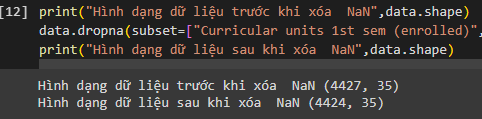 [12] print("Hình dạng dữ liệu trước khi xóa  NaN",data.shape)
data.dropna(subset=["Curricular units 1st sem (enrolled)",
print("Hình dạng dữ liệu sau khi xóa  NaN",data.shape)
Hình dạng dữ liệu trước khi xóa  NaN (4427, 35)
Hình dạng dữ liệu sau khi xóa  NaN (4424, 35)